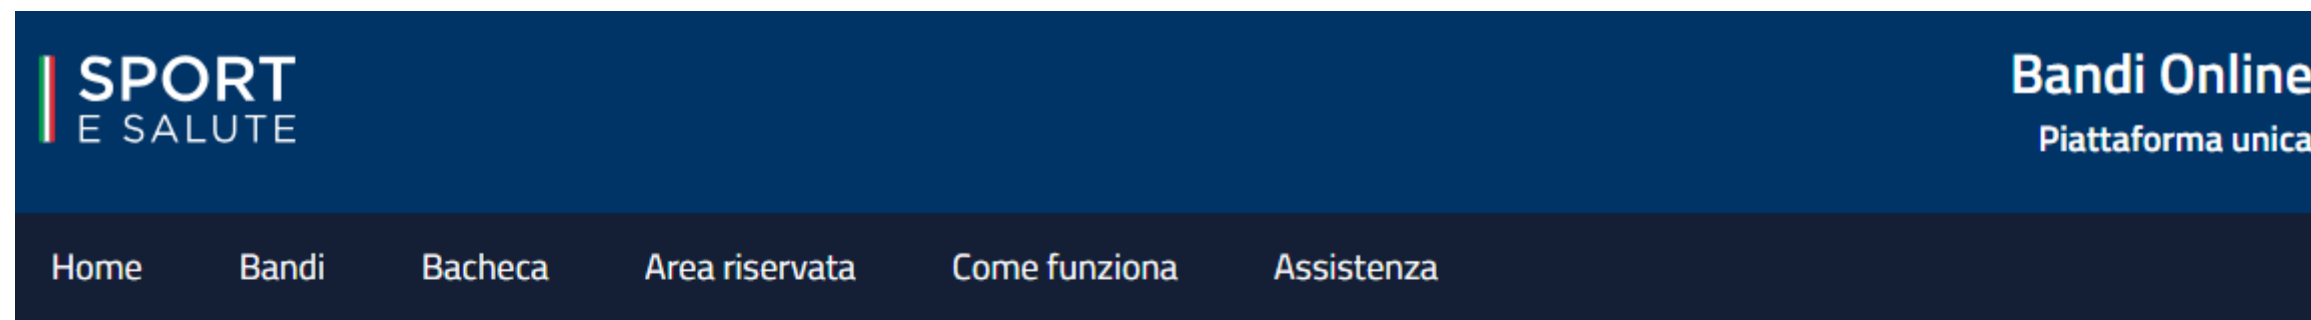 SPORT
E SALUTE
Bandi Online
Piattaforma unica
Home Bandi Bacheca Area riservata Come funziona Assistenza